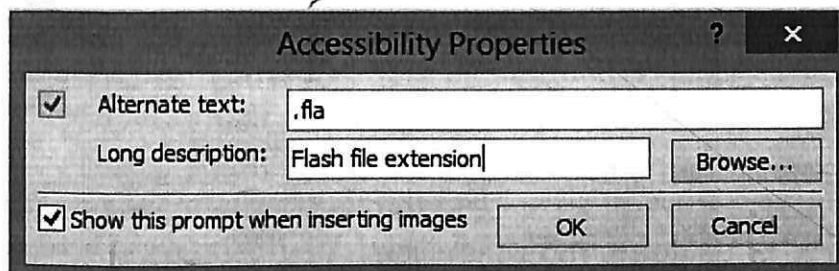 Accessibility Properties ? ×
Alternate text: .fla
Long description: Flash file extension Browse...
Show this prompt when inserting images OK Cancel